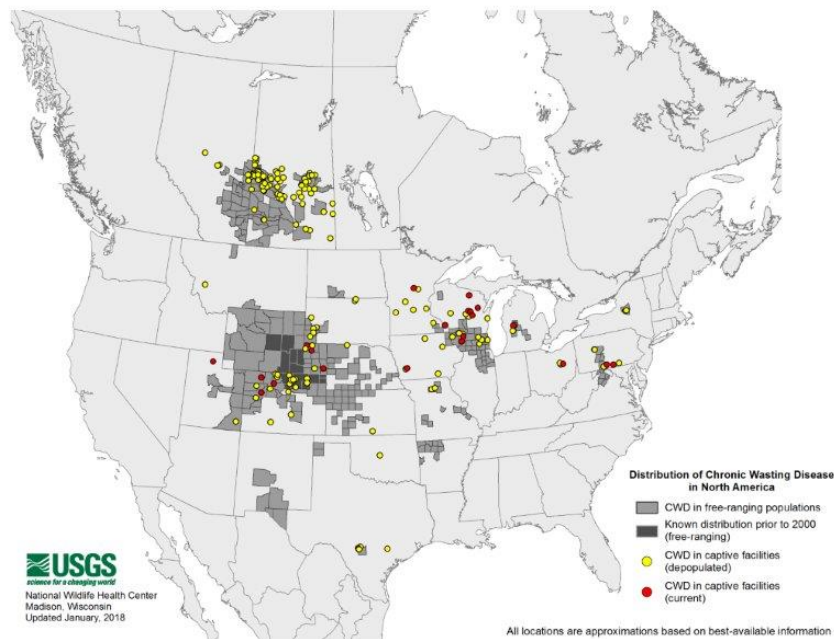 Distribution of Chronic Wasting Disease
in North America
CWD in free-ranging populations
Known distribution prior to 2000
(free-ranging)
CWD in captive facilities
(depopulated)
CWD in captive facilities
(current)
USGS
science for a changing world
National Wildlife Health Center
Madison, Wisconsin
Updated January, 2018
All locations are approximations based on best-available information